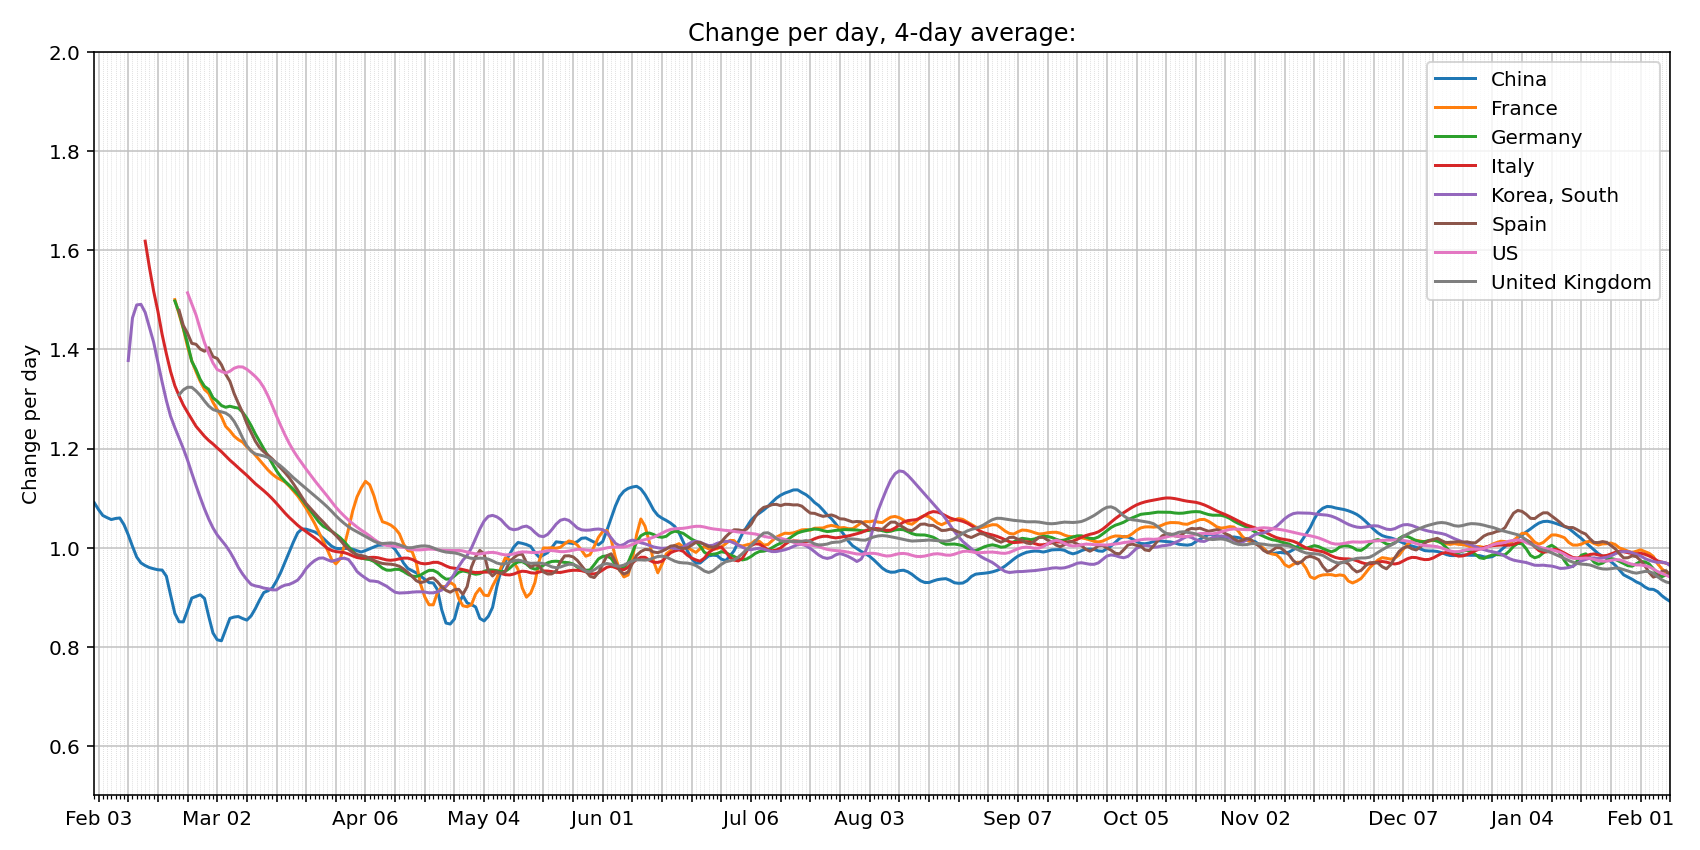 Change per day, 4-day average:
2.0
1.8
1.6
1.4
1.2
1.0
0.8
0.6
Change per day
China
France
Germany
Italy
Korea, South
Spain
US
United Kingdom
Feb 03 Mar 02 Apr 06 May 04 Jun 01 Jul 06 Aug 03 Sep 07 Oct 05 Nov 02 Dec 07 Jan 04 Feb 01